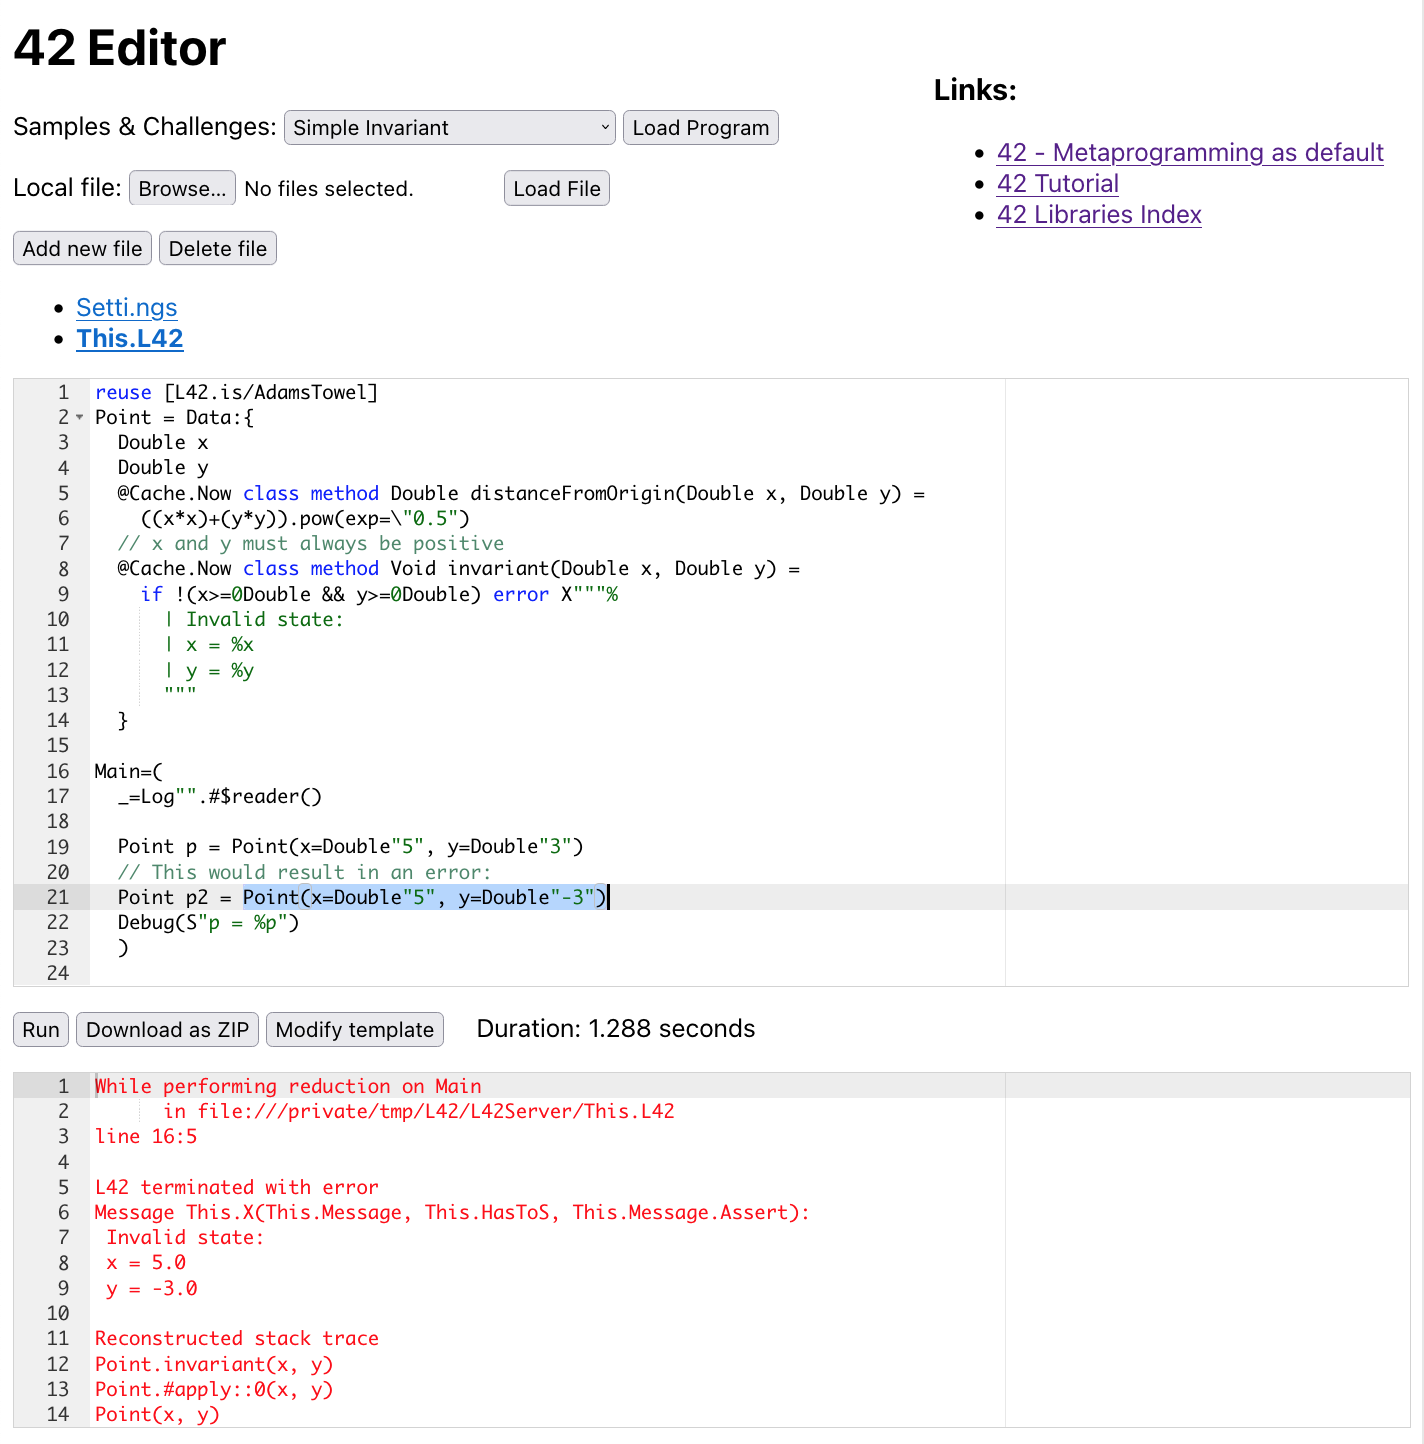 42 Editor
Links:
Samples & Challenges: Simple Invariant Load Program
42 - Metaprogramming as default
42 Tutorial
42 Libraries Index
Local file: Browse... No files selected. Load File
Add new file Delete file
Setti.ngs
This.L42
1 reuse [L42.is/AdamsTowel]
2 Point = Data:{
3 Double x
4 Double y
5 @Cache.Now class method Double distanceFromOrigin(Double x, Double y) =
6 ((x*x)+(y*y)).pow(exp=\"0.5")
7 // x and y must always be positive
8 @Cache.Now class method Void invariant(Double x, Double y) =
9 if !(x>=0Double && y>=0Double) error X"""%
10 | Invalid state:
11 | x = %x
12 | y = %y
13 """
14 }
15
16 Main=(
17 _=Log"".#$reader()
18
19 Point p = Point(x=Double"5", y=Double"3")
20 // This would result in an error:
21 Point p2 = Point(x=Double"5", y=Double"-3")
22 Debug(S"p = %p")
23 )
24
Run Download as ZIP Modify template Duration: 1.288 seconds
1 While performing reduction on Main
2 in file:///private/tmp/L42/L42Server/This.L42
3 line 16:5
4
5 L42 terminated with error
6 Message This.X(This.Message, This.HasToS, This.Message.Assert):
7 Invalid state:
8 x = 5.0
9 y = -3.0
10
11 Reconstructed stack trace
12 Point.invariant(x, y)
13 Point.#apply::0(x, y)
14 Point(x, y)